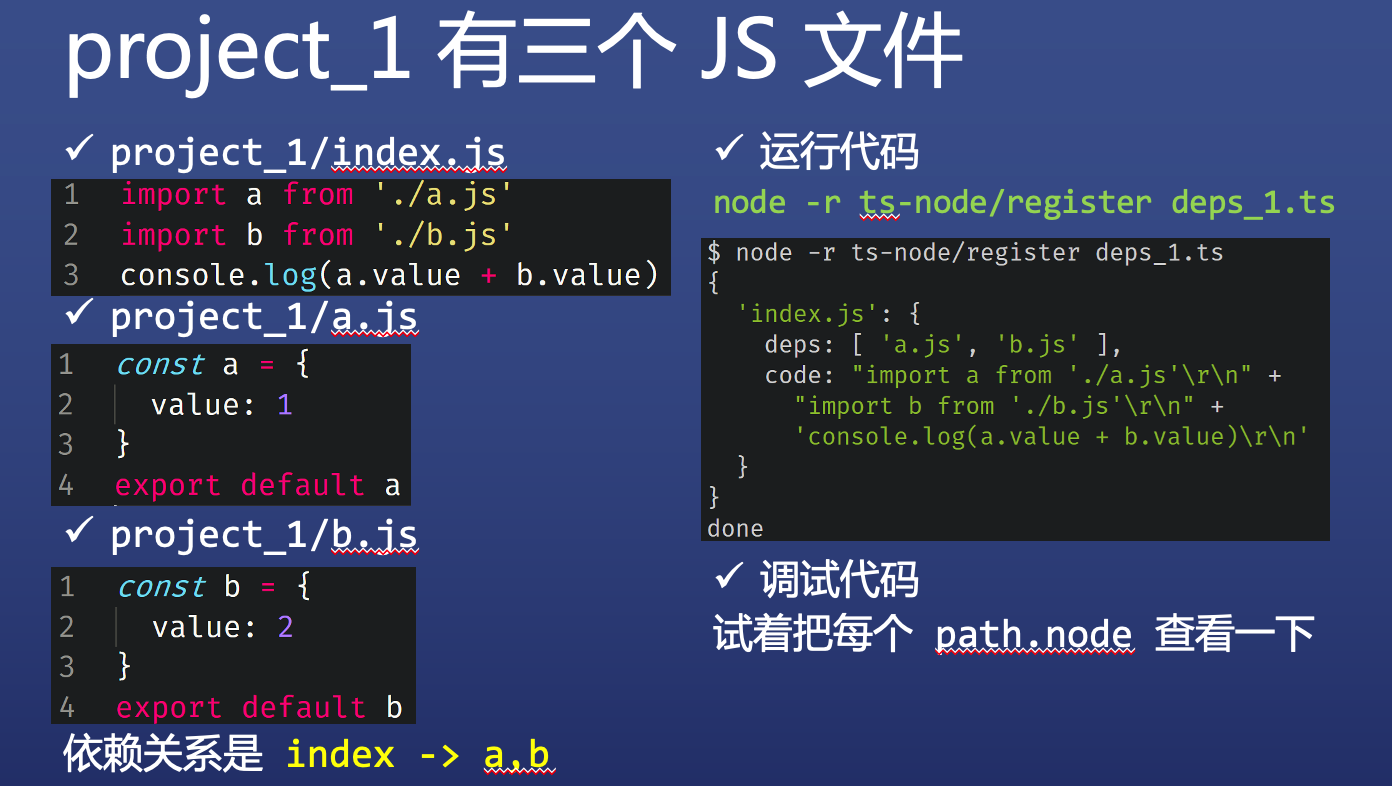 project_1 有三个 JS 文件
✓ project_1/index.js
1 import a from './a.js'
2 import b from './b.js'
3 console.log(a.value + b.value)
✓ project_1/a.js
1 const a = {
2   value: 1
3 }
4 export default a
✓ project_1/b.js
1 const b = {
2   value: 2
3 }
4 export default b
依赖关系是 index -> a,b
✓ 运行代码
node -r ts-node/register deps_1.ts
$ node -r ts-node/register deps_1.ts
{
  'index.js': {
    deps: [ 'a.js', 'b.js' ],
    code: "import a from './a.js'\r\n" +
      "import b from './b.js'\r\n" +
      'console.log(a.value + b.value)\r\n'
  }
}
done
✓ 调试代码
试着把每个 path.node 查看一下